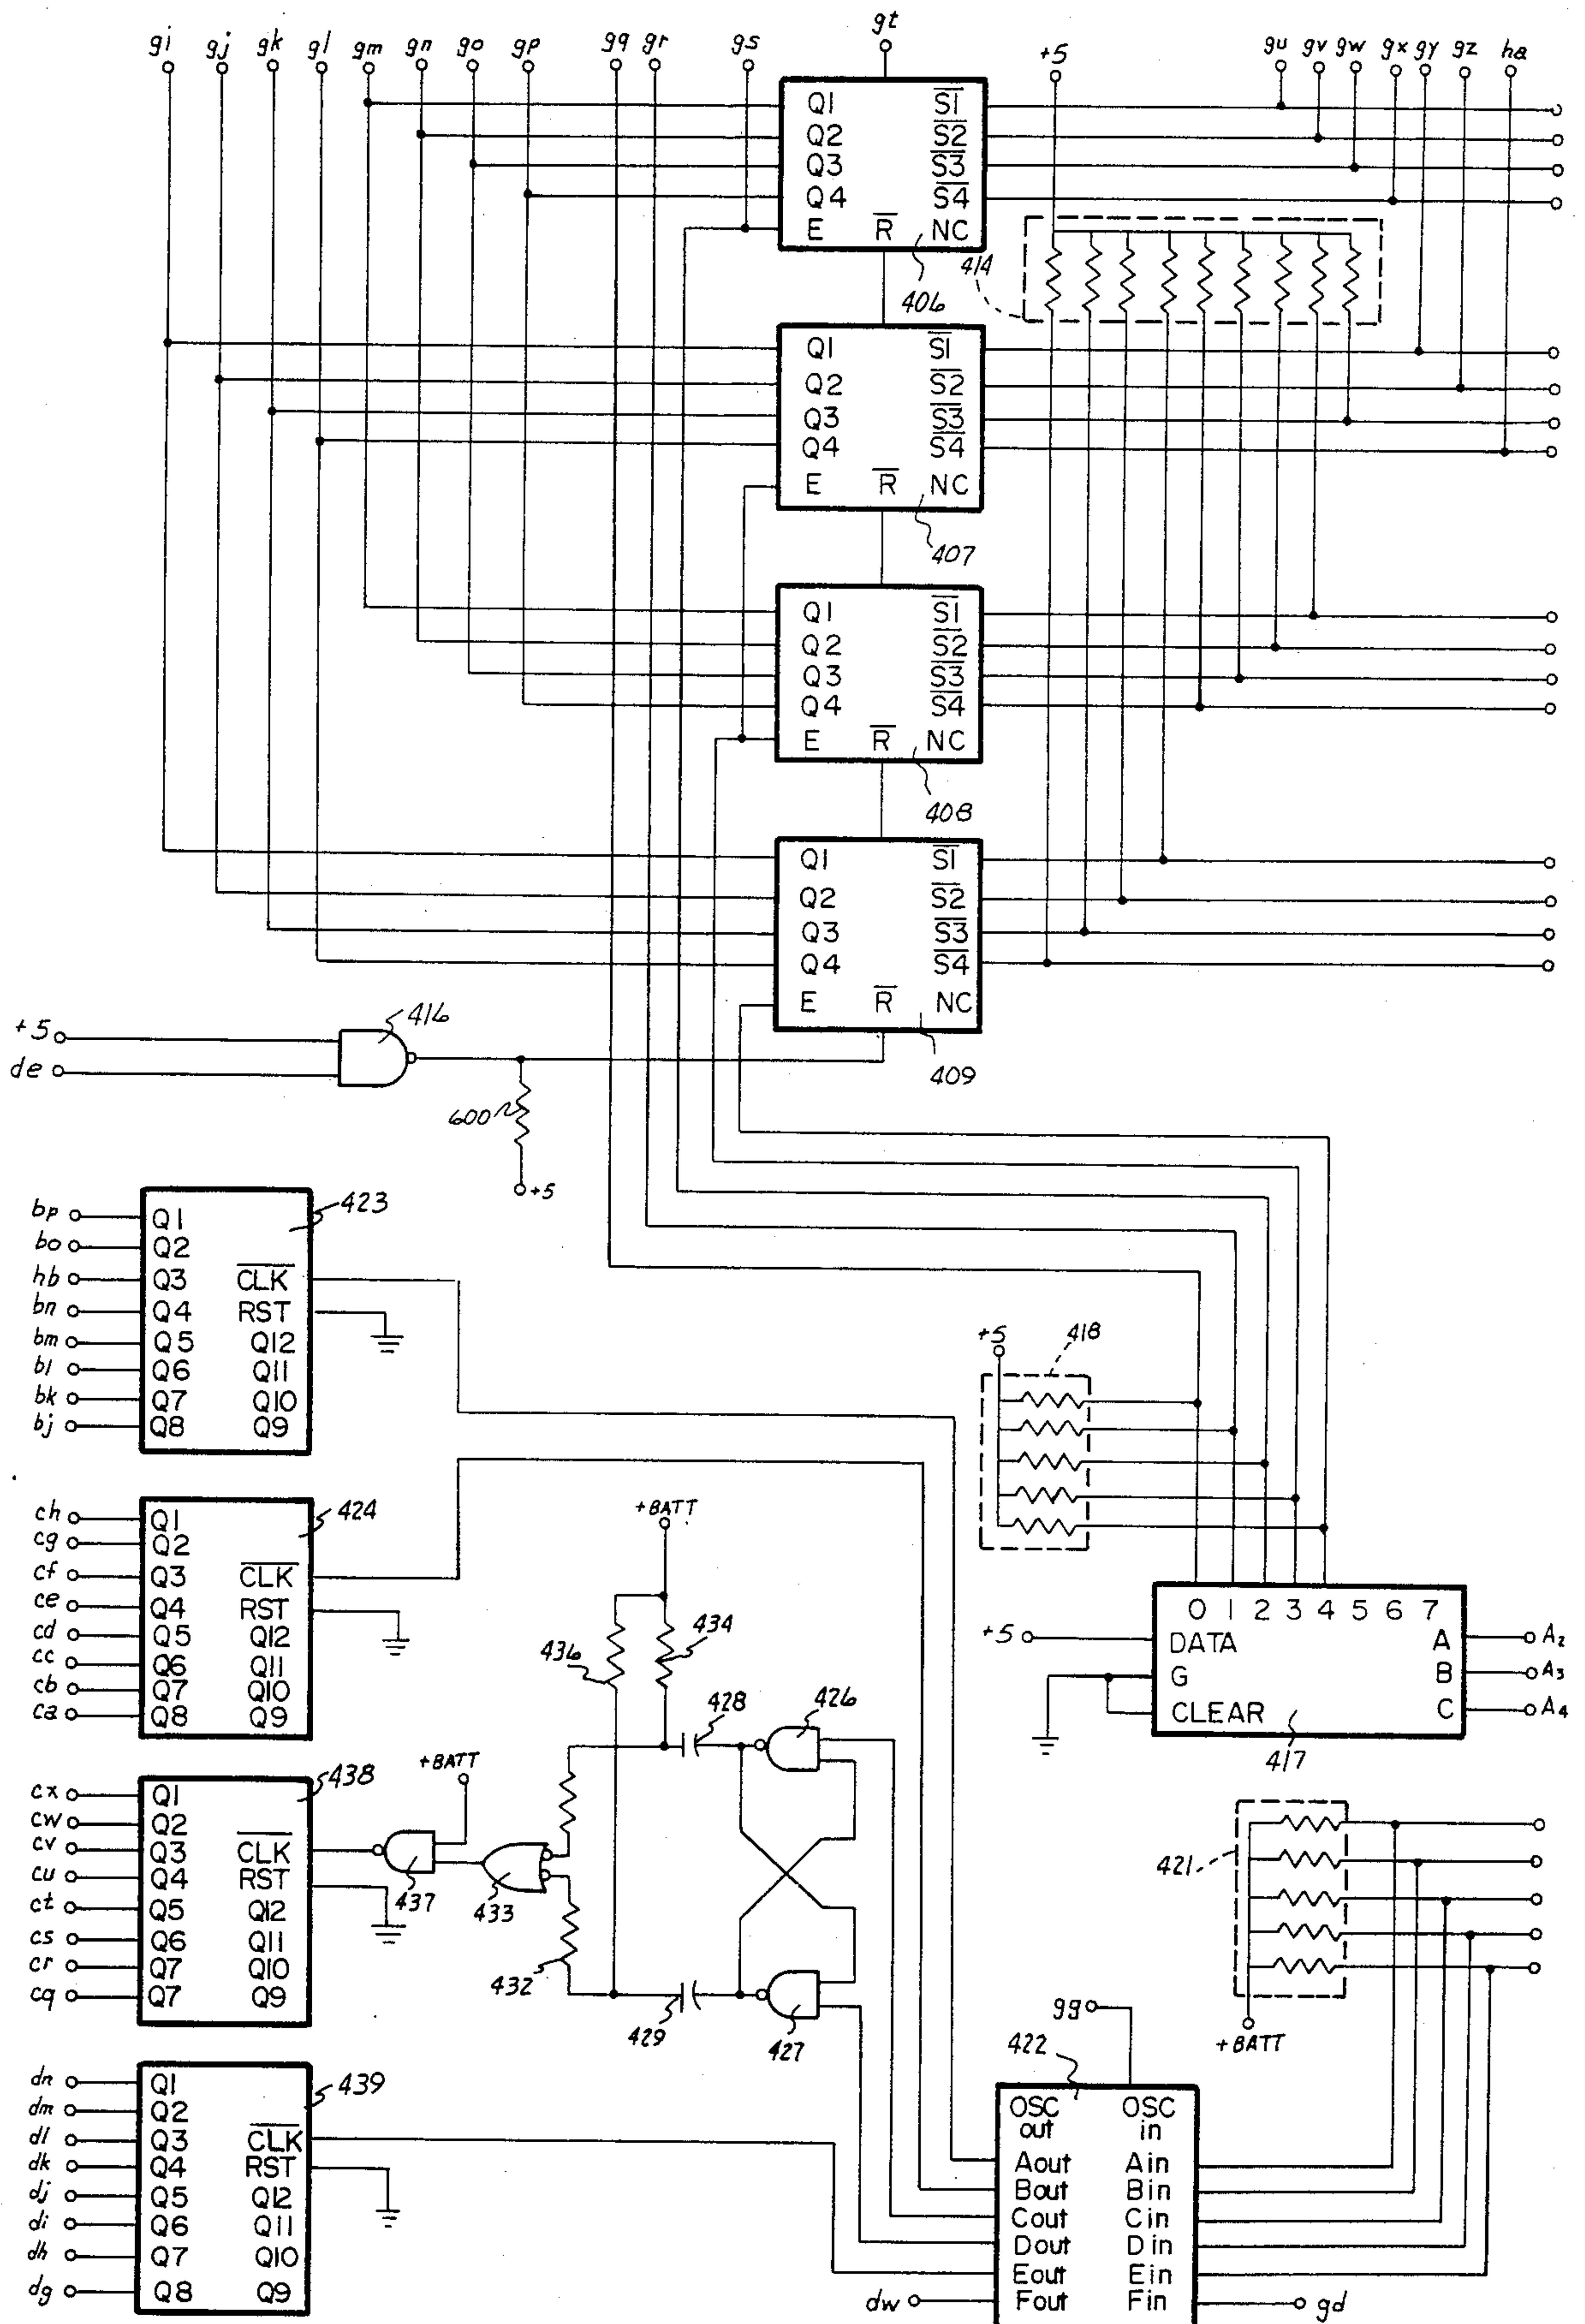 gi gj gk gl gm gn go gp gq gr gs gt +5 gu gv gw gx gy gz ha
Q1 S1
Q2 S2
Q3 S3
Q4 S4
E R NC
406
414
Q1 S1
Q2 S2
Q3 S3
Q4 S4
E R NC
407
Q1 S1
Q2 S2
Q3 S3
Q4 S4
E R NC
408
Q1 S1
Q2 S2
Q3 S3
Q4 S4
E R NC
409
+5
de
416
600
+5
423
bp Q1
bo Q2
hb Q3 CLK
bn Q4 RST
bm Q5 Q12
bl Q6 Q11
bk Q7 Q10
bj Q8 Q9
+5
418
424
ch Q1
cg Q2
cf Q3 CLK
ce Q4 RST
cd Q5 Q12
cc Q6 Q11
cb Q7 Q10
ca Q8 Q9
+BATT
436
434
428
426
0 1 2 3 4 5 6 7
+5 DATA A A2
G B A3
CLEAR C A4
417
438
cx Q1
cw Q2
cv Q3 CLK
cu Q4 RST
ct Q5 Q12
cs Q6 Q11
cr Q7 Q10
cq Q7 Q9
+BATT
437
433
432
429
427
421
+BATT
439
dn Q1
dm Q2
dl Q3 CLK
dk Q4 RST
dj Q5 Q12
di Q6 Q11
dh Q7 Q10
dg Q8 Q9
gg
422
OSC OSC
out in
Aout Ain
Bout Bin
Cout Cin
Dout Din
Eout Ein
dw Fout Fin gd